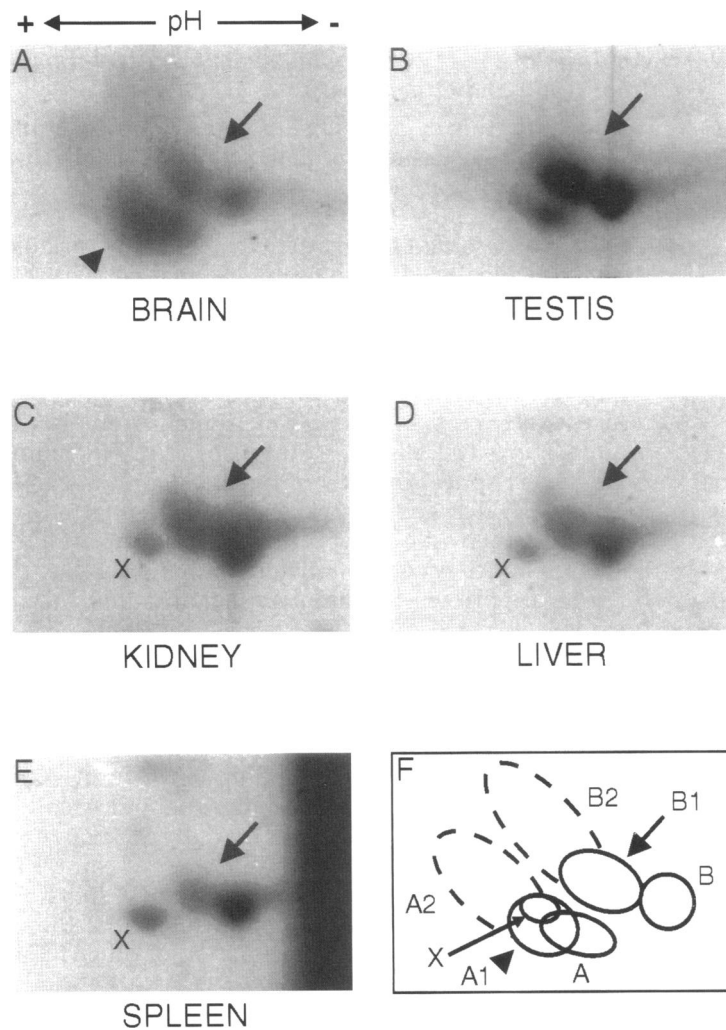 + pH -
A
B
BRAIN
TESTIS
C
D
X
X
KIDNEY
LIVER
E
F
X
B2
B1
B
A2
X
A1
A
SPLEEN